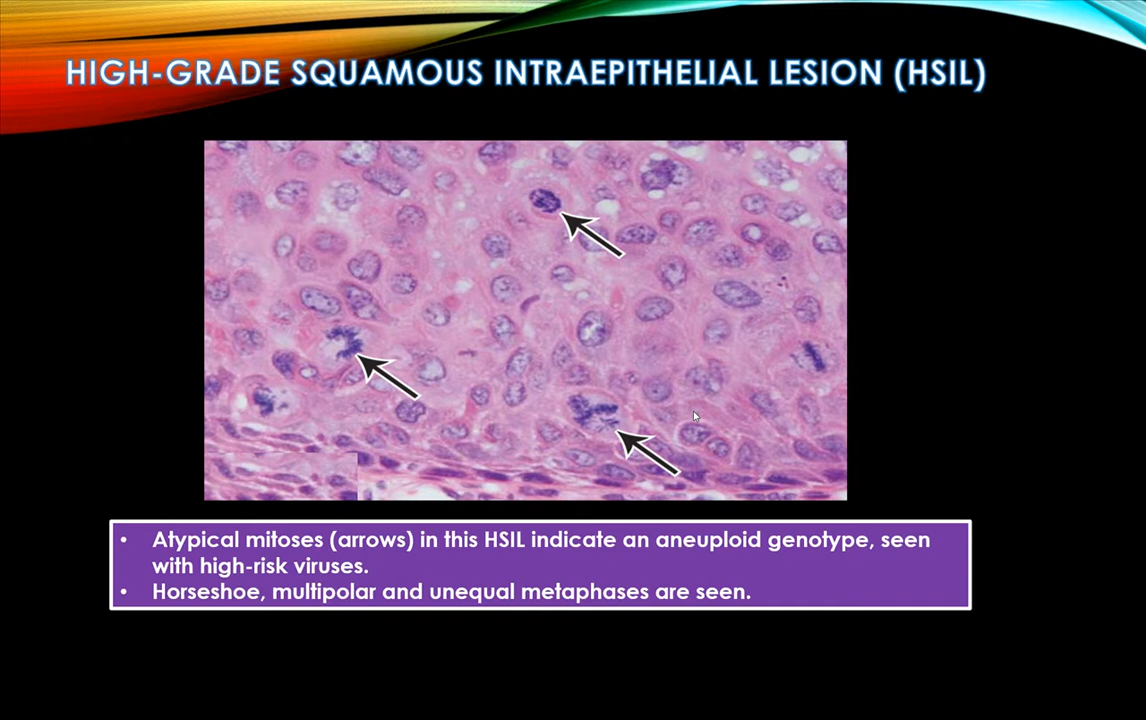 HIGH-GRADE SQUAMOUS INTRAEPITHELIAL LESION (HSIL)
• Atypical mitoses (arrows) in this HSIL indicate an aneuploid genotype, seen
with high-risk viruses.
• Horseshoe, multipolar and unequal metaphases are seen.